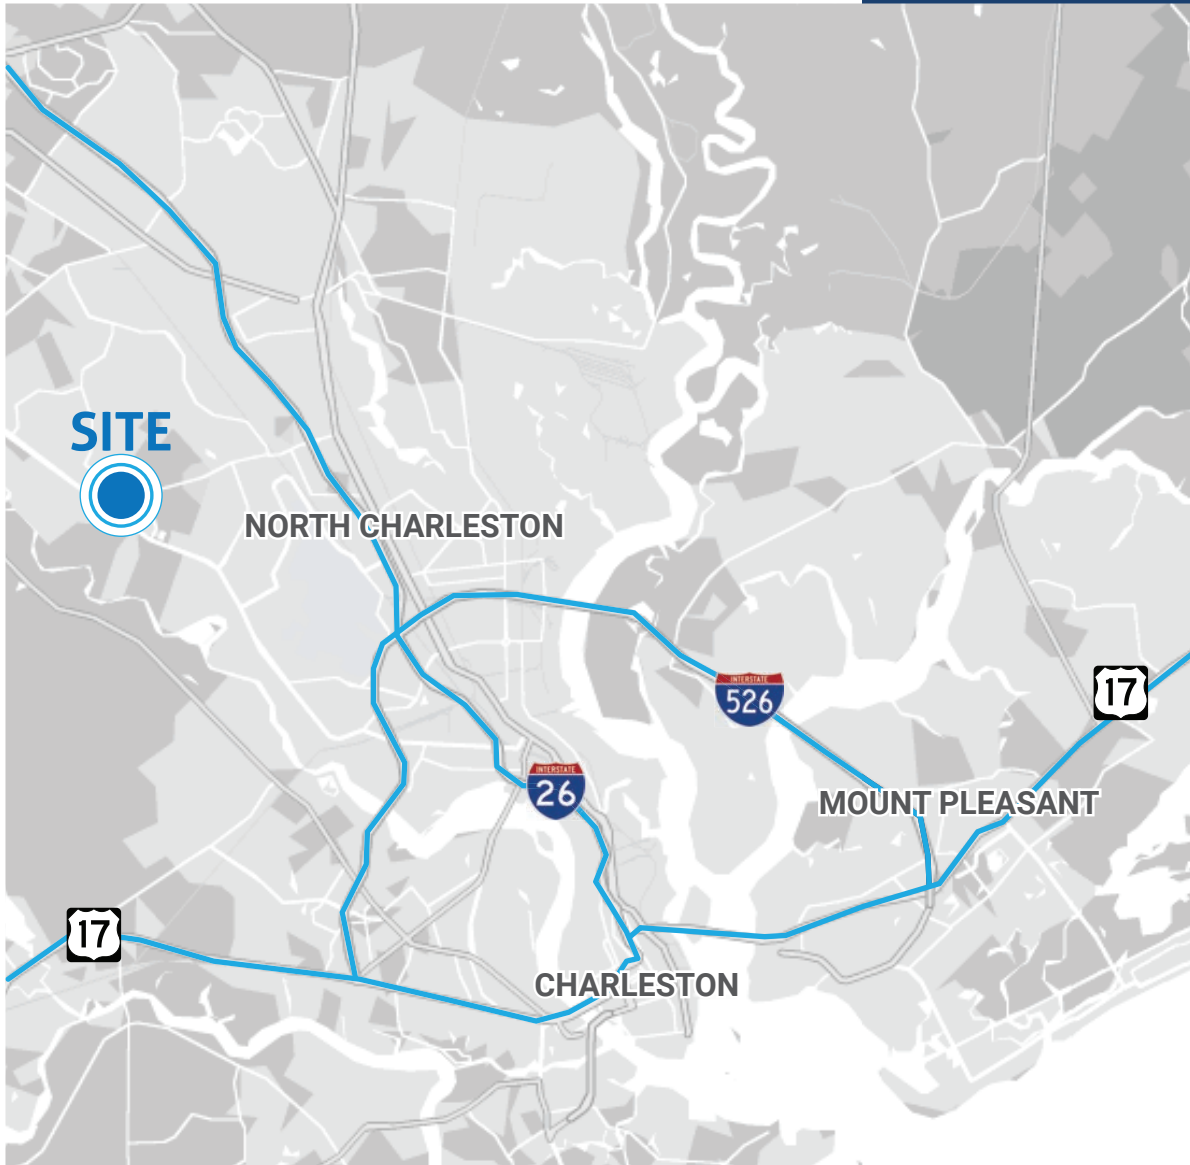 SITE
NORTH CHARLESTON
INTERSTATE
526
17
INTERSTATE
26
MOUNT PLEASANT
17
CHARLESTON